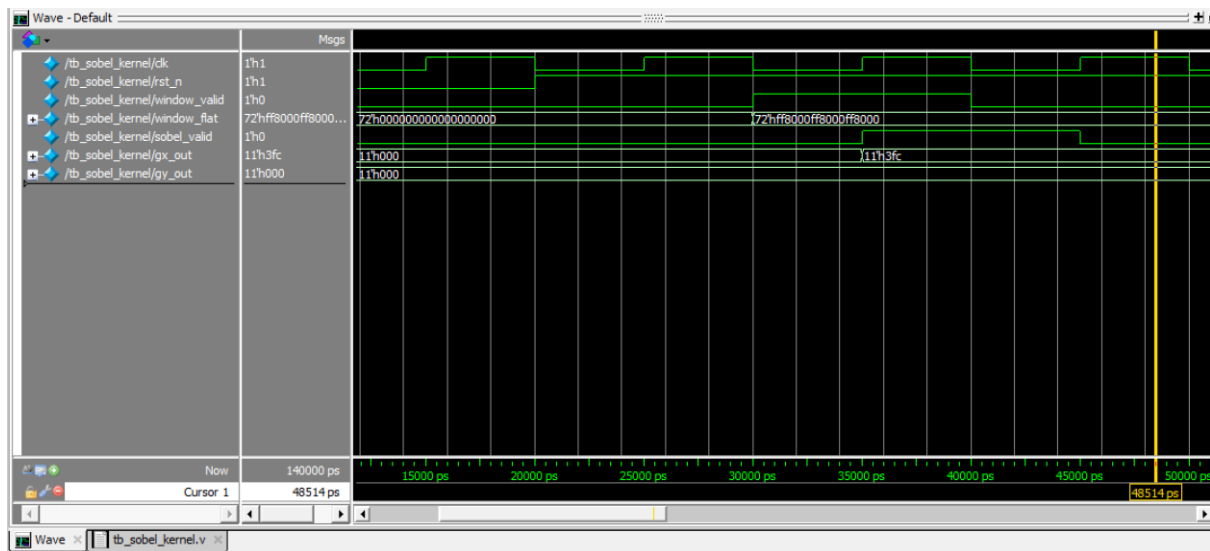 Wave - Default
Msgs
/tb_sobel_kernel/clk 1'h1
/tb_sobel_kernel/rst_n 1'h1
/tb_sobel_kernel/window_valid 1'h0
/tb_sobel_kernel/window_flat 72'hff8000ff8000... 72'h000000000000000000 72'hff8000ff8000ff8000
/tb_sobel_kernel/sobel_valid 1'h0
/tb_sobel_kernel/gx_out 11'h3fc 11'h000 11'h3fc
/tb_sobel_kernel/gy_out 11'h000 11'h000
Now 140000 ps 15000 ps 20000 ps 25000 ps 30000 ps 35000 ps 40000 ps 45000 ps 50000 ps
Cursor 1 48514 ps 48514 ps
Wave tb_sobel_kernel.v